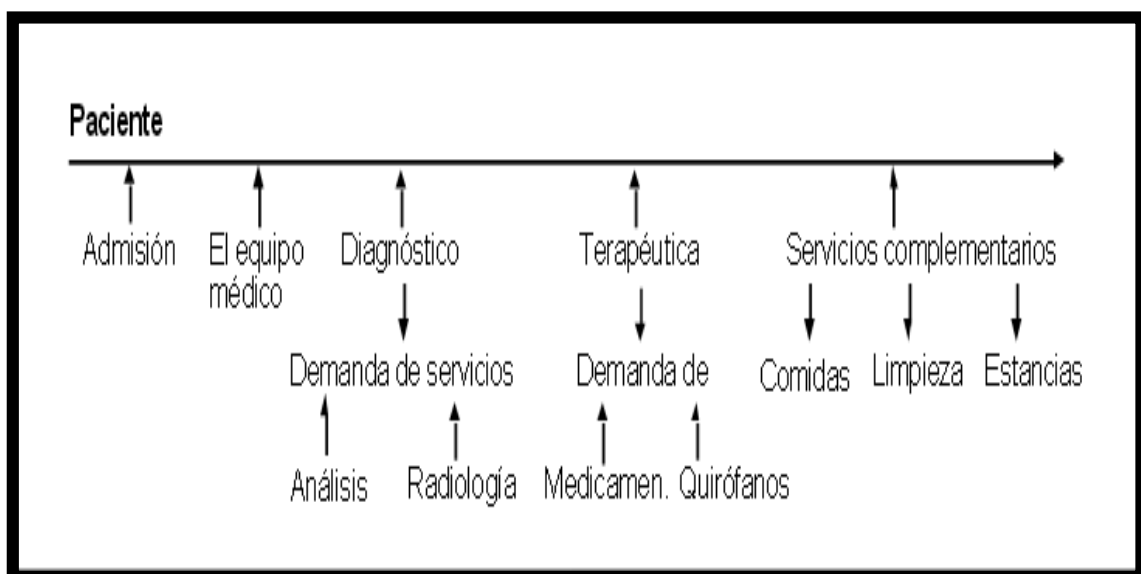 Paciente
Admisión
El equipo
médico
Diagnóstico
Terapéutica
Servicios complementarios
Demanda de servicios
Demanda de
Comidas
Limpieza
Estancias
Análisis
Radiología
Medicamen.
Quirófanos